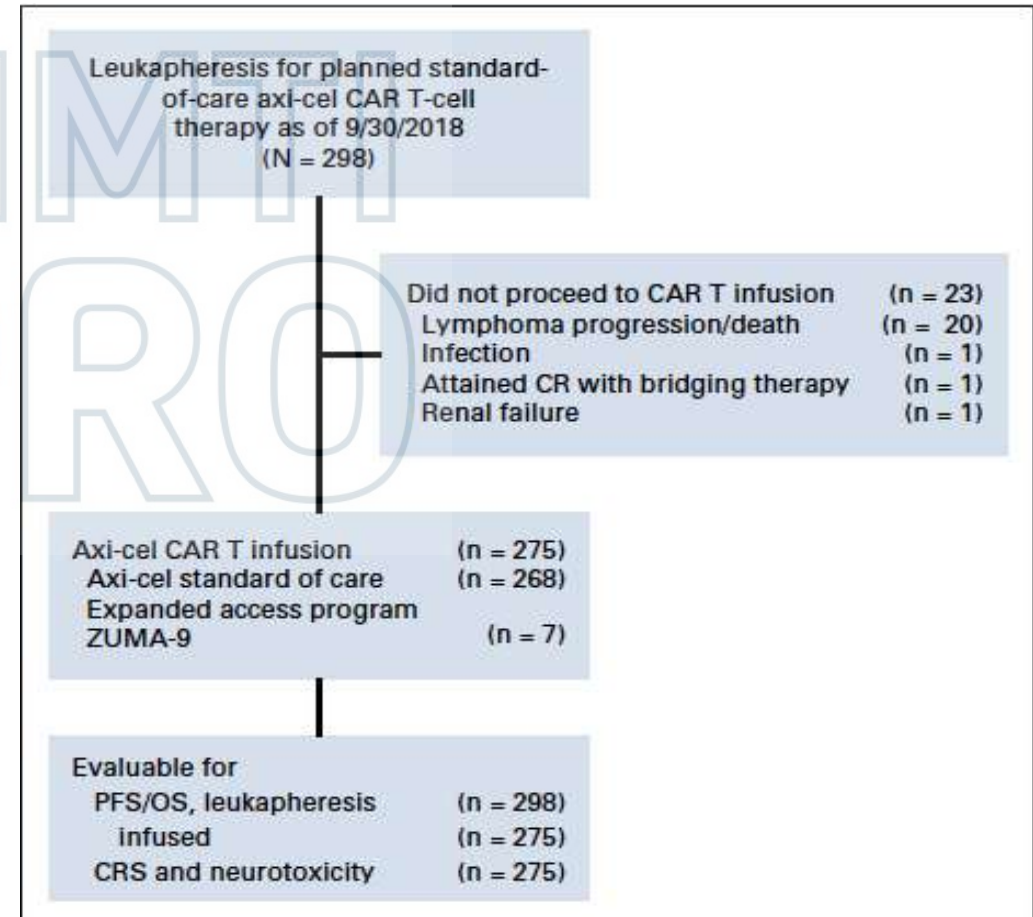 Leukapheresis for planned standard-
of-care axi-cel CAR T-cell
therapy as of 9/30/2018
(N = 298)
Did not proceed to CAR T infusion (n = 23)
Lymphoma progression/death (n = 20)
Infection (n = 1)
Attained CR with bridging therapy (n = 1)
Renal failure (n = 1)
Axi-cel CAR T infusion (n = 275)
Axi-cel standard of care (n = 268)
Expanded access program
ZUMA-9 (n = 7)
Evaluable for
PFS/OS, leukapheresis (n = 298)
infused (n = 275)
CRS and neurotoxicity (n = 275)